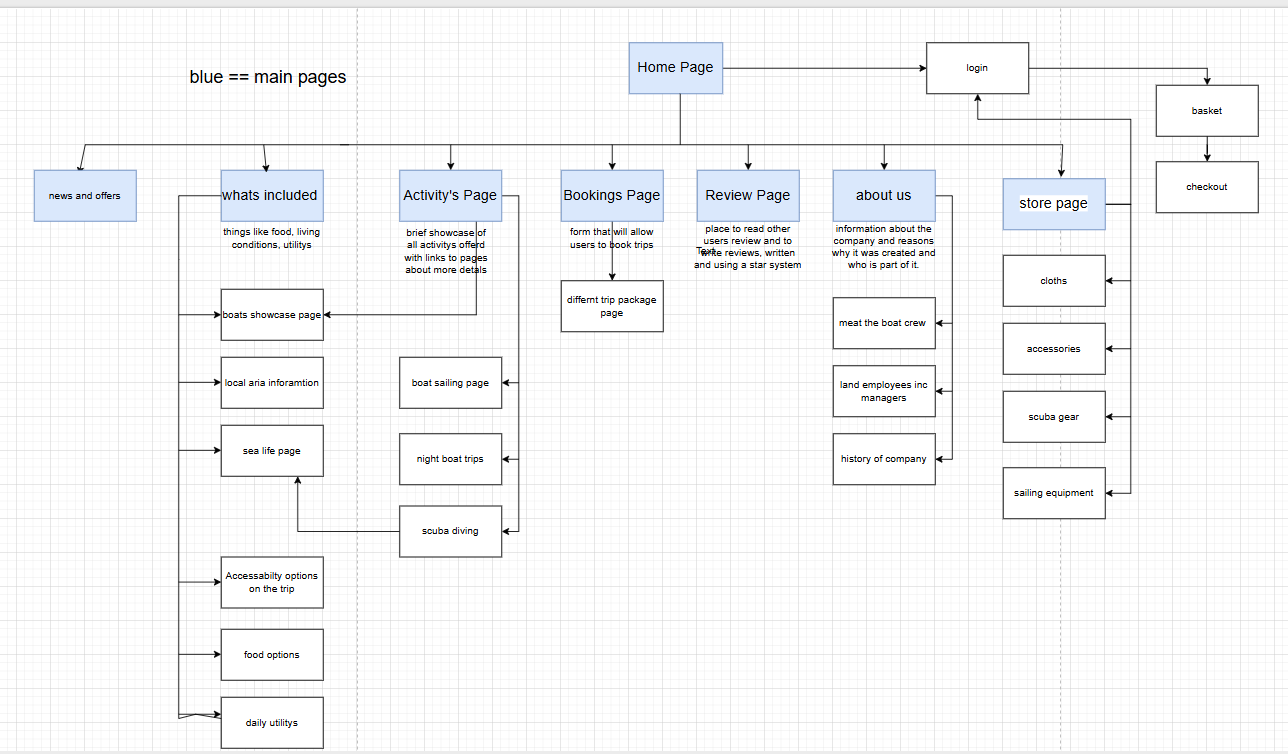 blue == main pages
Home Page
login
basket
checkout
news and offers
whats included
things like food, living
conditions, utilitys
boats showcase page
local aria inforamtion
sea life page
Accessabilty options
on the trip
food options
daily utilitys
Activity's Page
brief showcase of
all activitys offerd
with links to pages
about more detals
boat sailing page
night boat trips
scuba diving
Bookings Page
form that will allow
users to book trips
differnt trip package
page
Review Page
place to read other
users review and to
write reviews, written
and using a star system
Text
about us
information about the
company and reasons
why it was created and
who is part of it.
meat the boat crew
land employees inc
managers
history of company
store page
cloths
accessories
scuba gear
sailing equipment